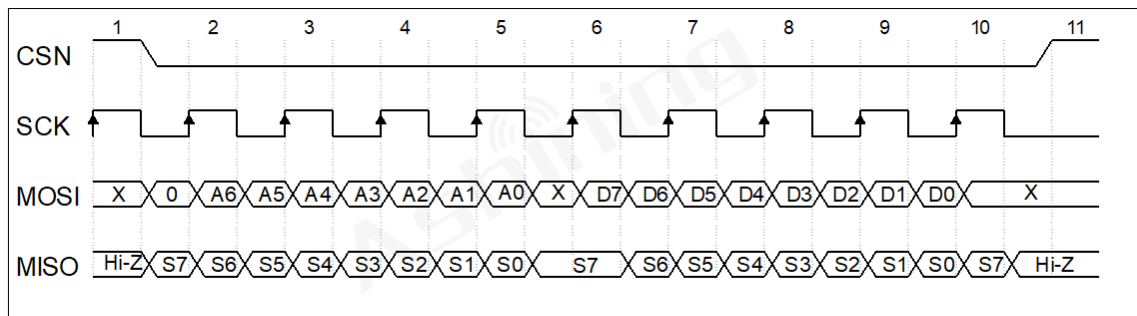 1 2 3 4 5 6 7 8 9 10 11
CSN
SCK
MOSI X 0 A6 A5 A4 A3 A2 A1 A0 X D7 D6 D5 D4 D3 D2 D1 D0 X
MISO Hi-Z S7 S6 S5 S4 S3 S2 S1 S0 S7 S6 S5 S4 S3 S2 S1 S0 S7 Hi-Z
Ashining